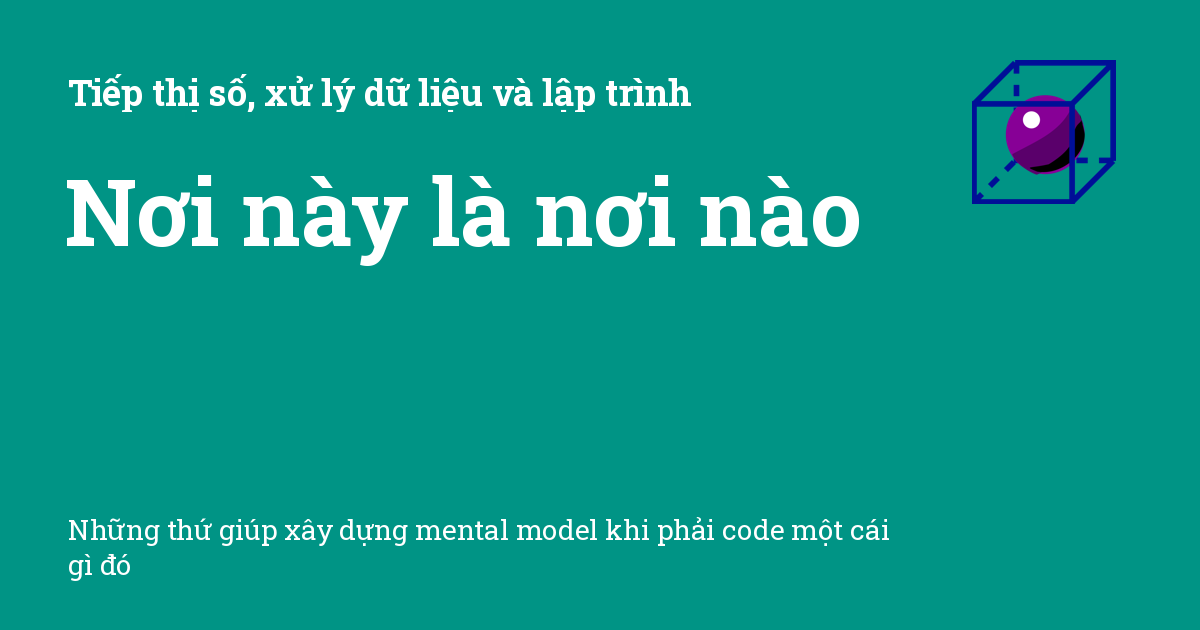 Tiếp thị số, xử lý dữ liệu và lập trình
Nơi này là nơi nào
Những thứ giúp xây dựng mental model khi phải code một cái
gì đó